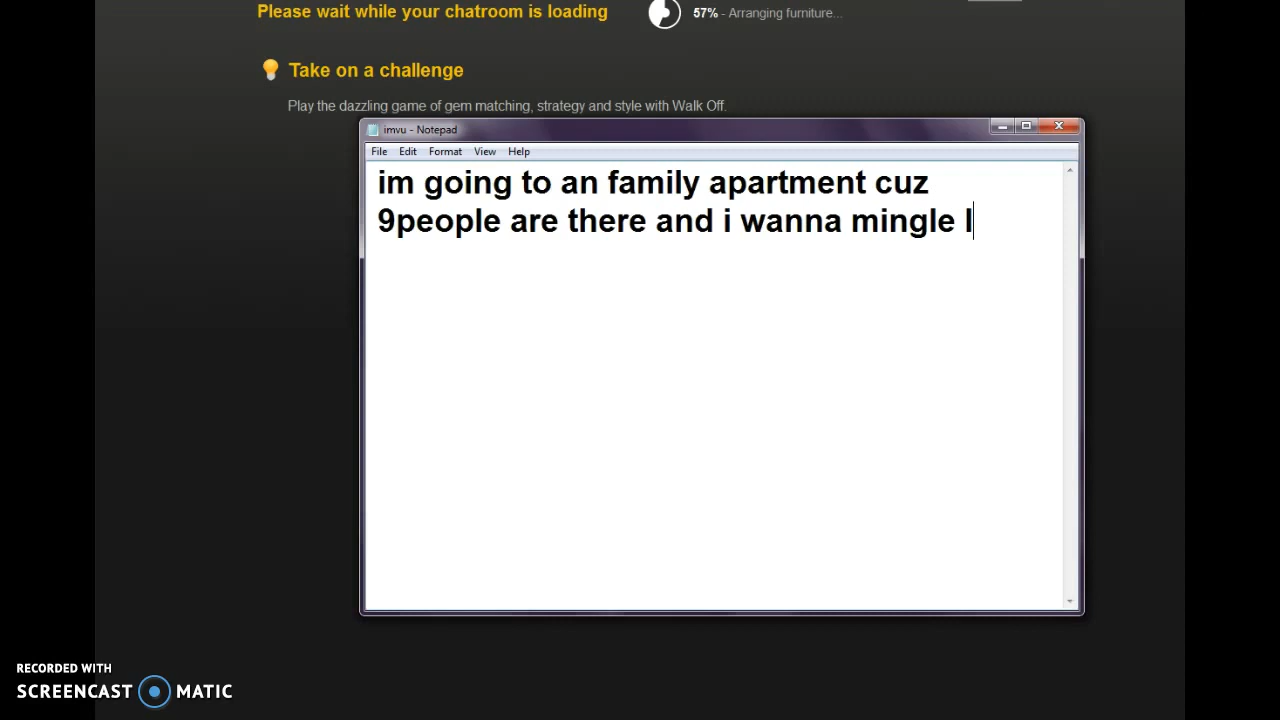 Please wait while your chatroom is loading
57% - Arranging furniture...
Take on a challenge
Play the dazzling game of gem matching, strategy and style with Walk Off.
imvu - Notepad
File Edit Format View Help
im going to an family apartment cuz
9people are there and i wanna mingle l
RECORDED WITH
SCREENCAST MATIC